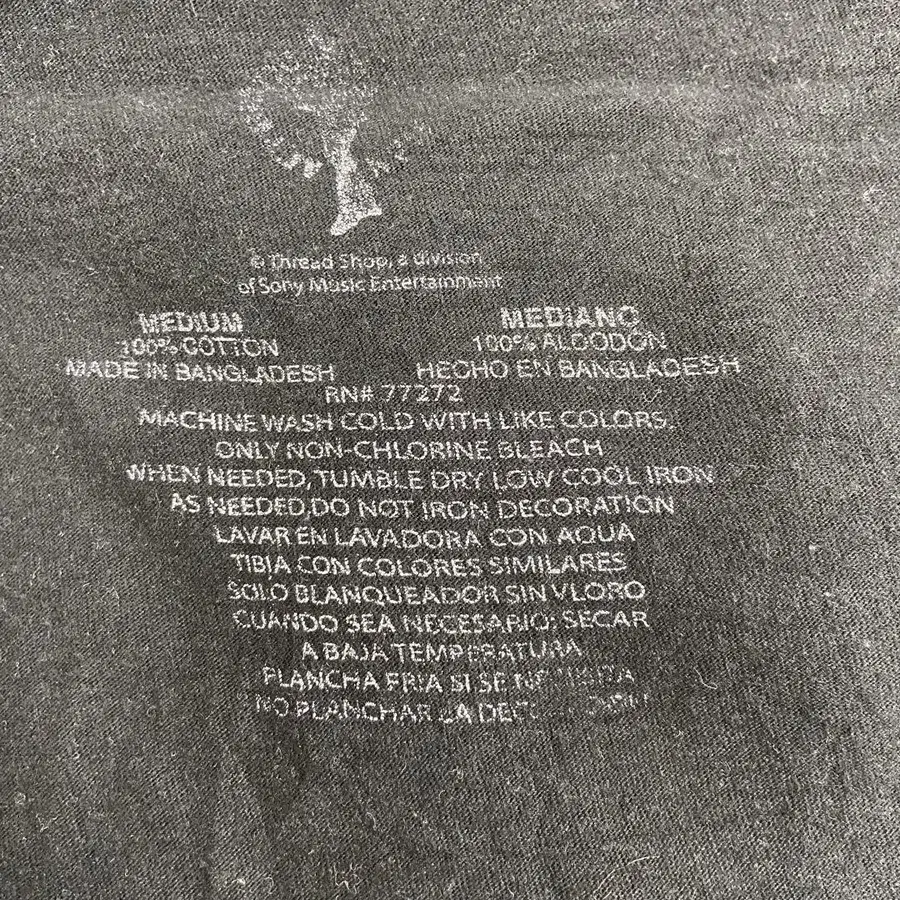 © Thread Shop, a division
of Sony Music Entertainment
MEDIUM
100% COTTON
MADE IN BANGLADESH
MEDIANO
100% ALDODÓN
HECHO EN BANGLADESH
RN# 77272
MACHINE WASH COLD WITH LIKE COLORS.
ONLY NON-CHLORINE BLEACH
WHEN NEEDED, TUMBLE DRY LOW COOL IRON
AS NEEDED,DO NOT IRON DECORATION
LAVAR EN LAVADORA CON AQUA
TIBIA CON COLORES SIMILARES
SOLO BLANQUEADOR SIN VLORO
CUANDO SEA NECESARIO: SECAR
A BAJA TEMPERATURA
PLANCHA FRIA SI SE
NO PLANCHAR LA